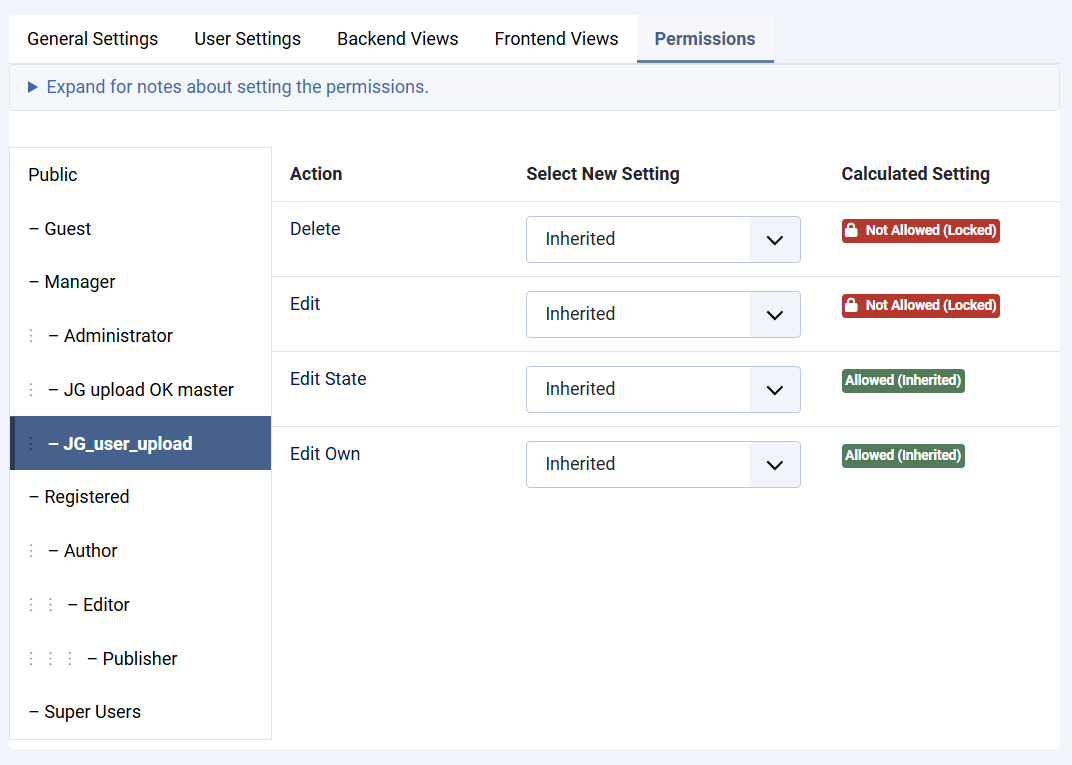 General Settings User Settings Backend Views Frontend Views Permissions
Expand for notes about setting the permissions.
Public
– Guest
– Manager
– Administrator
– JG upload OK master
– JG_user_upload
– Registered
– Author
– Editor
– Publisher
– Super Users
Action Select New Setting Calculated Setting
Delete Inherited Not Allowed (Locked)
Edit Inherited Not Allowed (Locked)
Edit State Inherited Allowed (Inherited)
Edit Own Inherited Allowed (Inherited)